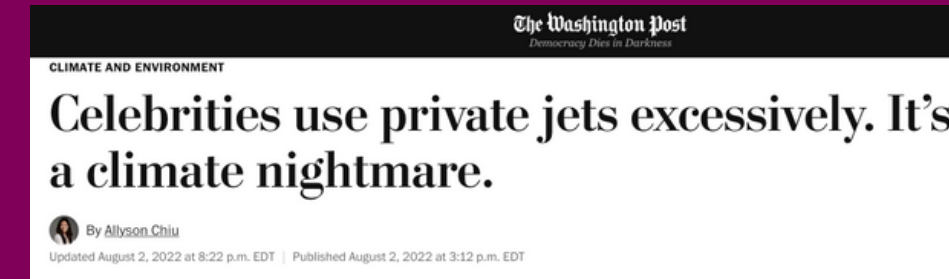 The Washington Post
Democracy Dies in Darkness
CLIMATE AND ENVIRONMENT
Celebrities use private jets excessively. It’s
a climate nightmare.
By Allyson Chiu
Updated August 2, 2022 at 8:22 p.m. EDT | Published August 2, 2022 at 3:12 p.m. EDT